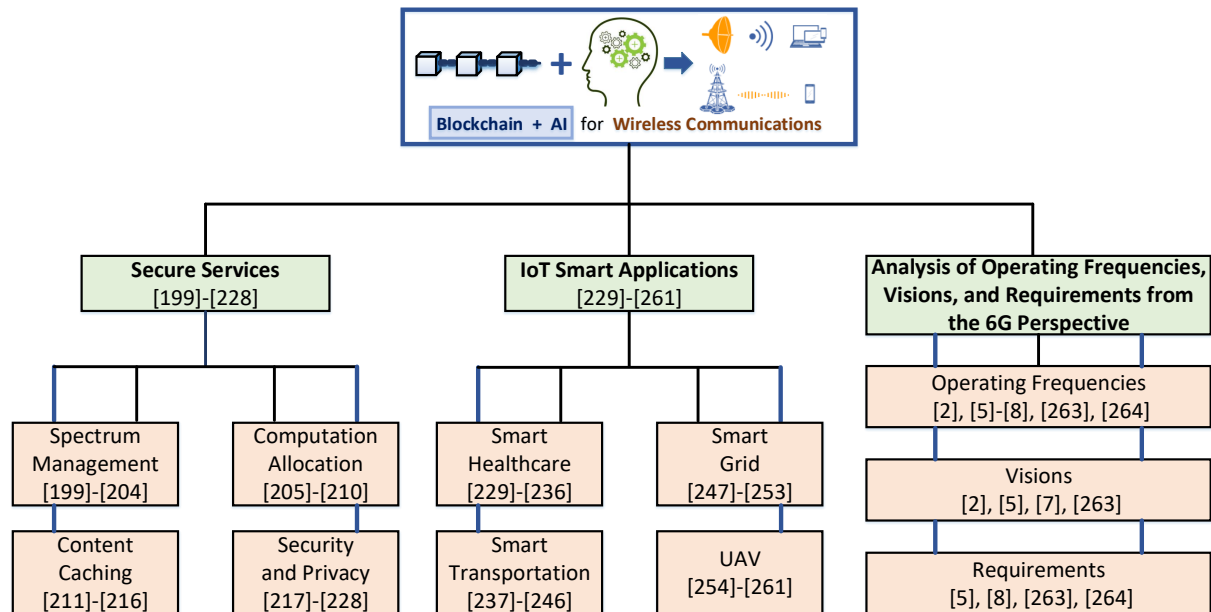 Blockchain + AI for Wireless Communications
Secure Services
[199]-[228]
IoT Smart Applications
[229]-[261]
Analysis of Operating Frequencies,
Visions, and Requirements from
the 6G Perspective
Spectrum
Management
[199]-[204]
Computation
Allocation
[205]-[210]
Smart
Healthcare
[229]-[236]
Smart
Grid
[247]-[253]
Operating Frequencies
[2], [5]-[8], [263], [264]
Visions
[2], [5], [7], [263]
Content
Caching
[211]-[216]
Security
and Privacy
[217]-[228]
Smart
Transportation
[237]-[246]
UAV
[254]-[261]
Requirements
[5], [8], [263], [264]